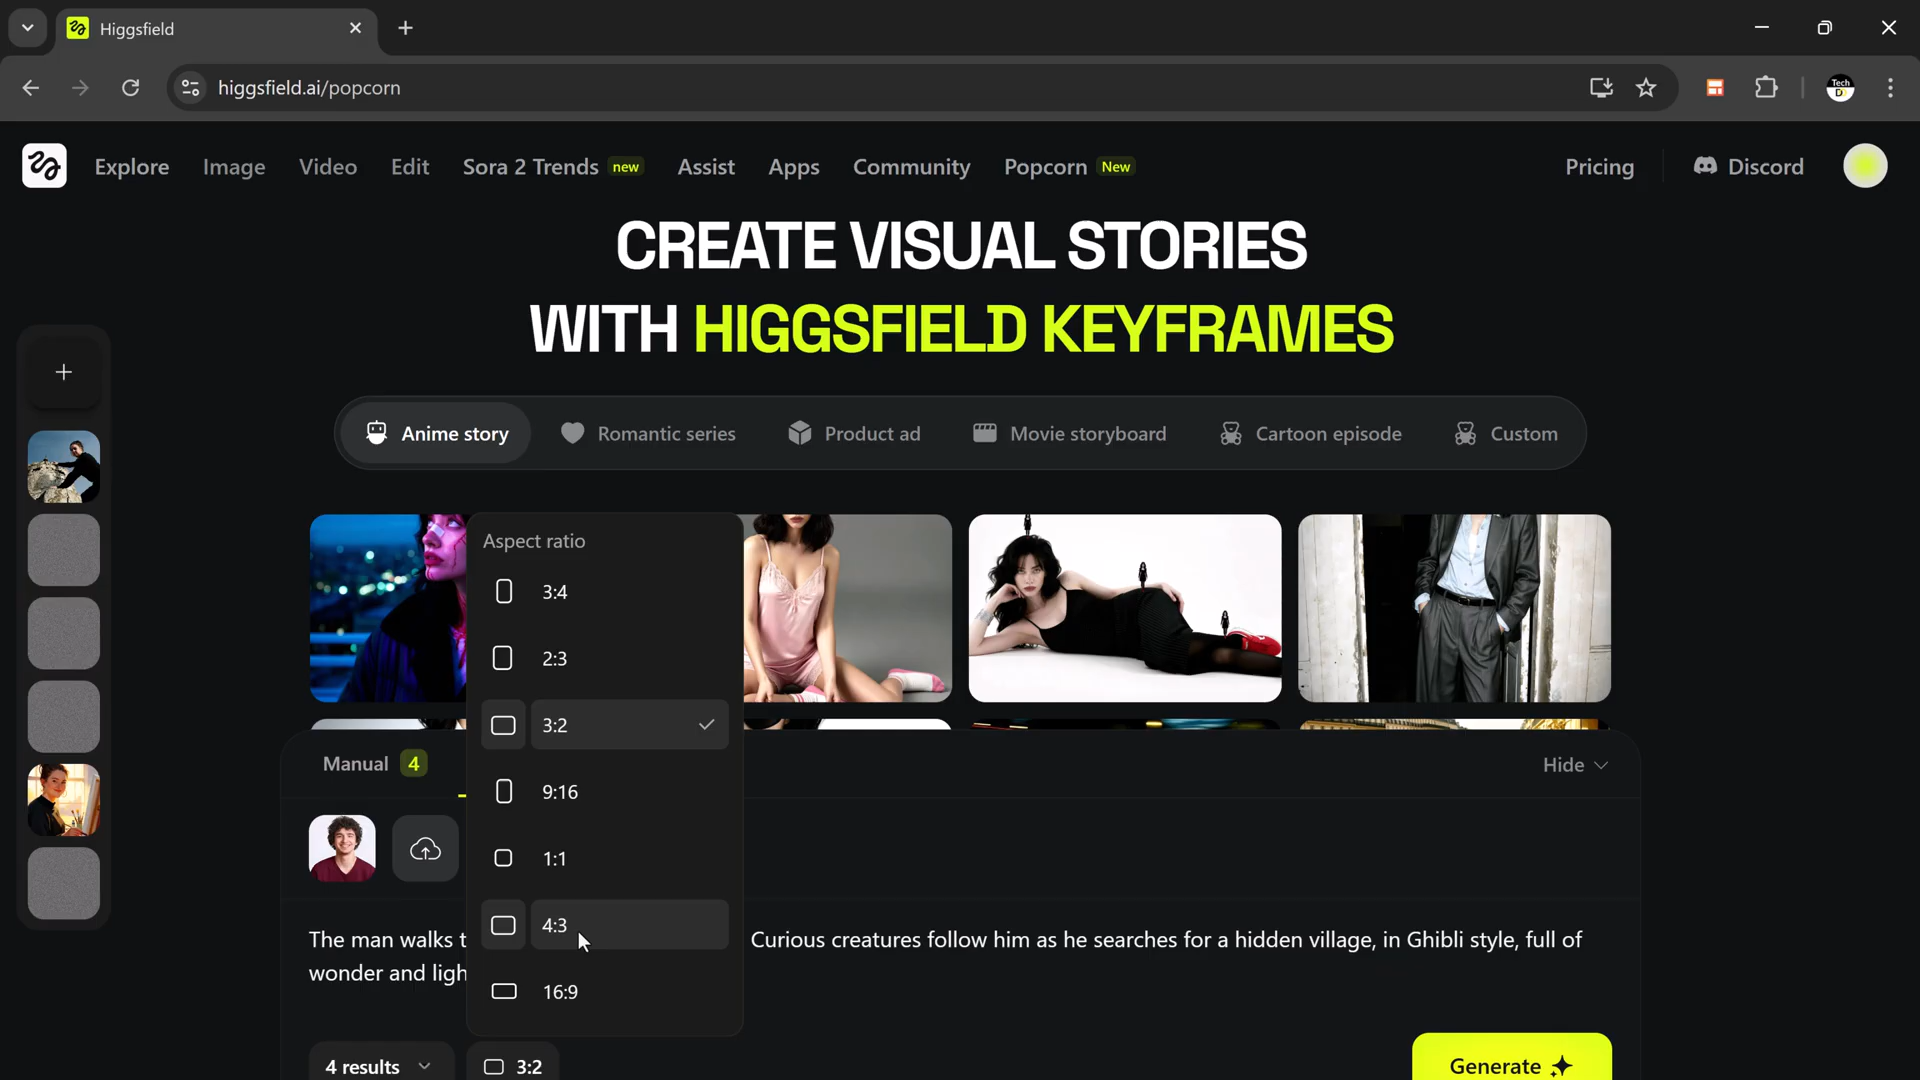 Higgsfield
higgsfield.ai/popcorn
Tech
D
Explore Image Video Edit Sora 2 Trends new Assist Apps Community Popcorn New Pricing Discord
CREATE VISUAL STORIES
WITH HIGGSFIELD KEYFRAMES
Anime story Romantic series Product ad Movie storyboard Cartoon episode Custom
Aspect ratio
3:4
2:3
3:2
9:16
1:1
4:3
16:9
Manual 4
Hide
The man walks t Curious creatures follow him as he searches for a hidden village, in Ghibli style, full of
wonder and ligh
4 results 3:2
Generate